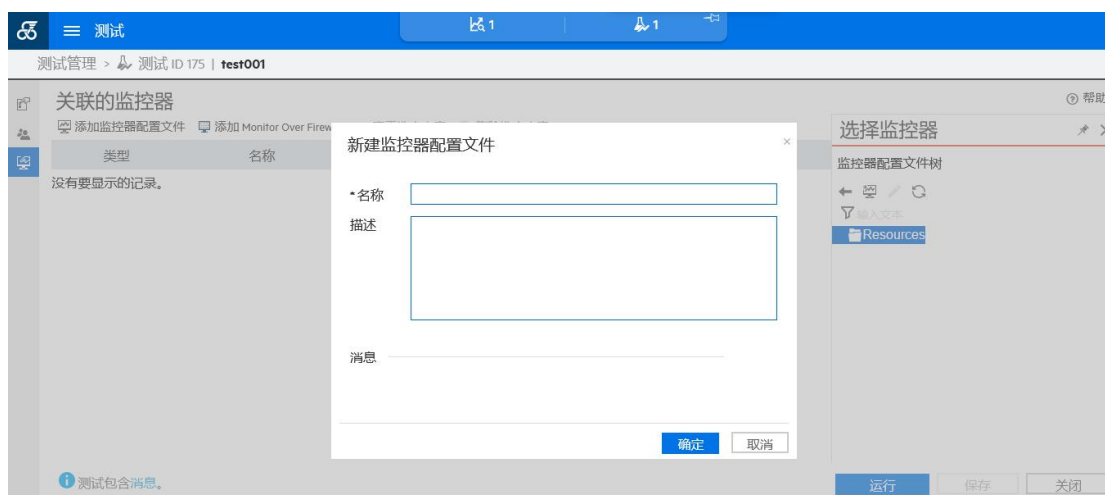 测试
1
1
测试管理 > 测试 ID 175 | test001
关联的监控器
帮助
添加监控器配置文件 添加 Monitor Over Firew
类型 名称
没有要显示的记录。
新建监控器配置文件
*名称
描述
消息
确定 取消
选择监控器
监控器配置文件树
输入文本
Resources
测试包含消息。
运行 保存 关闭